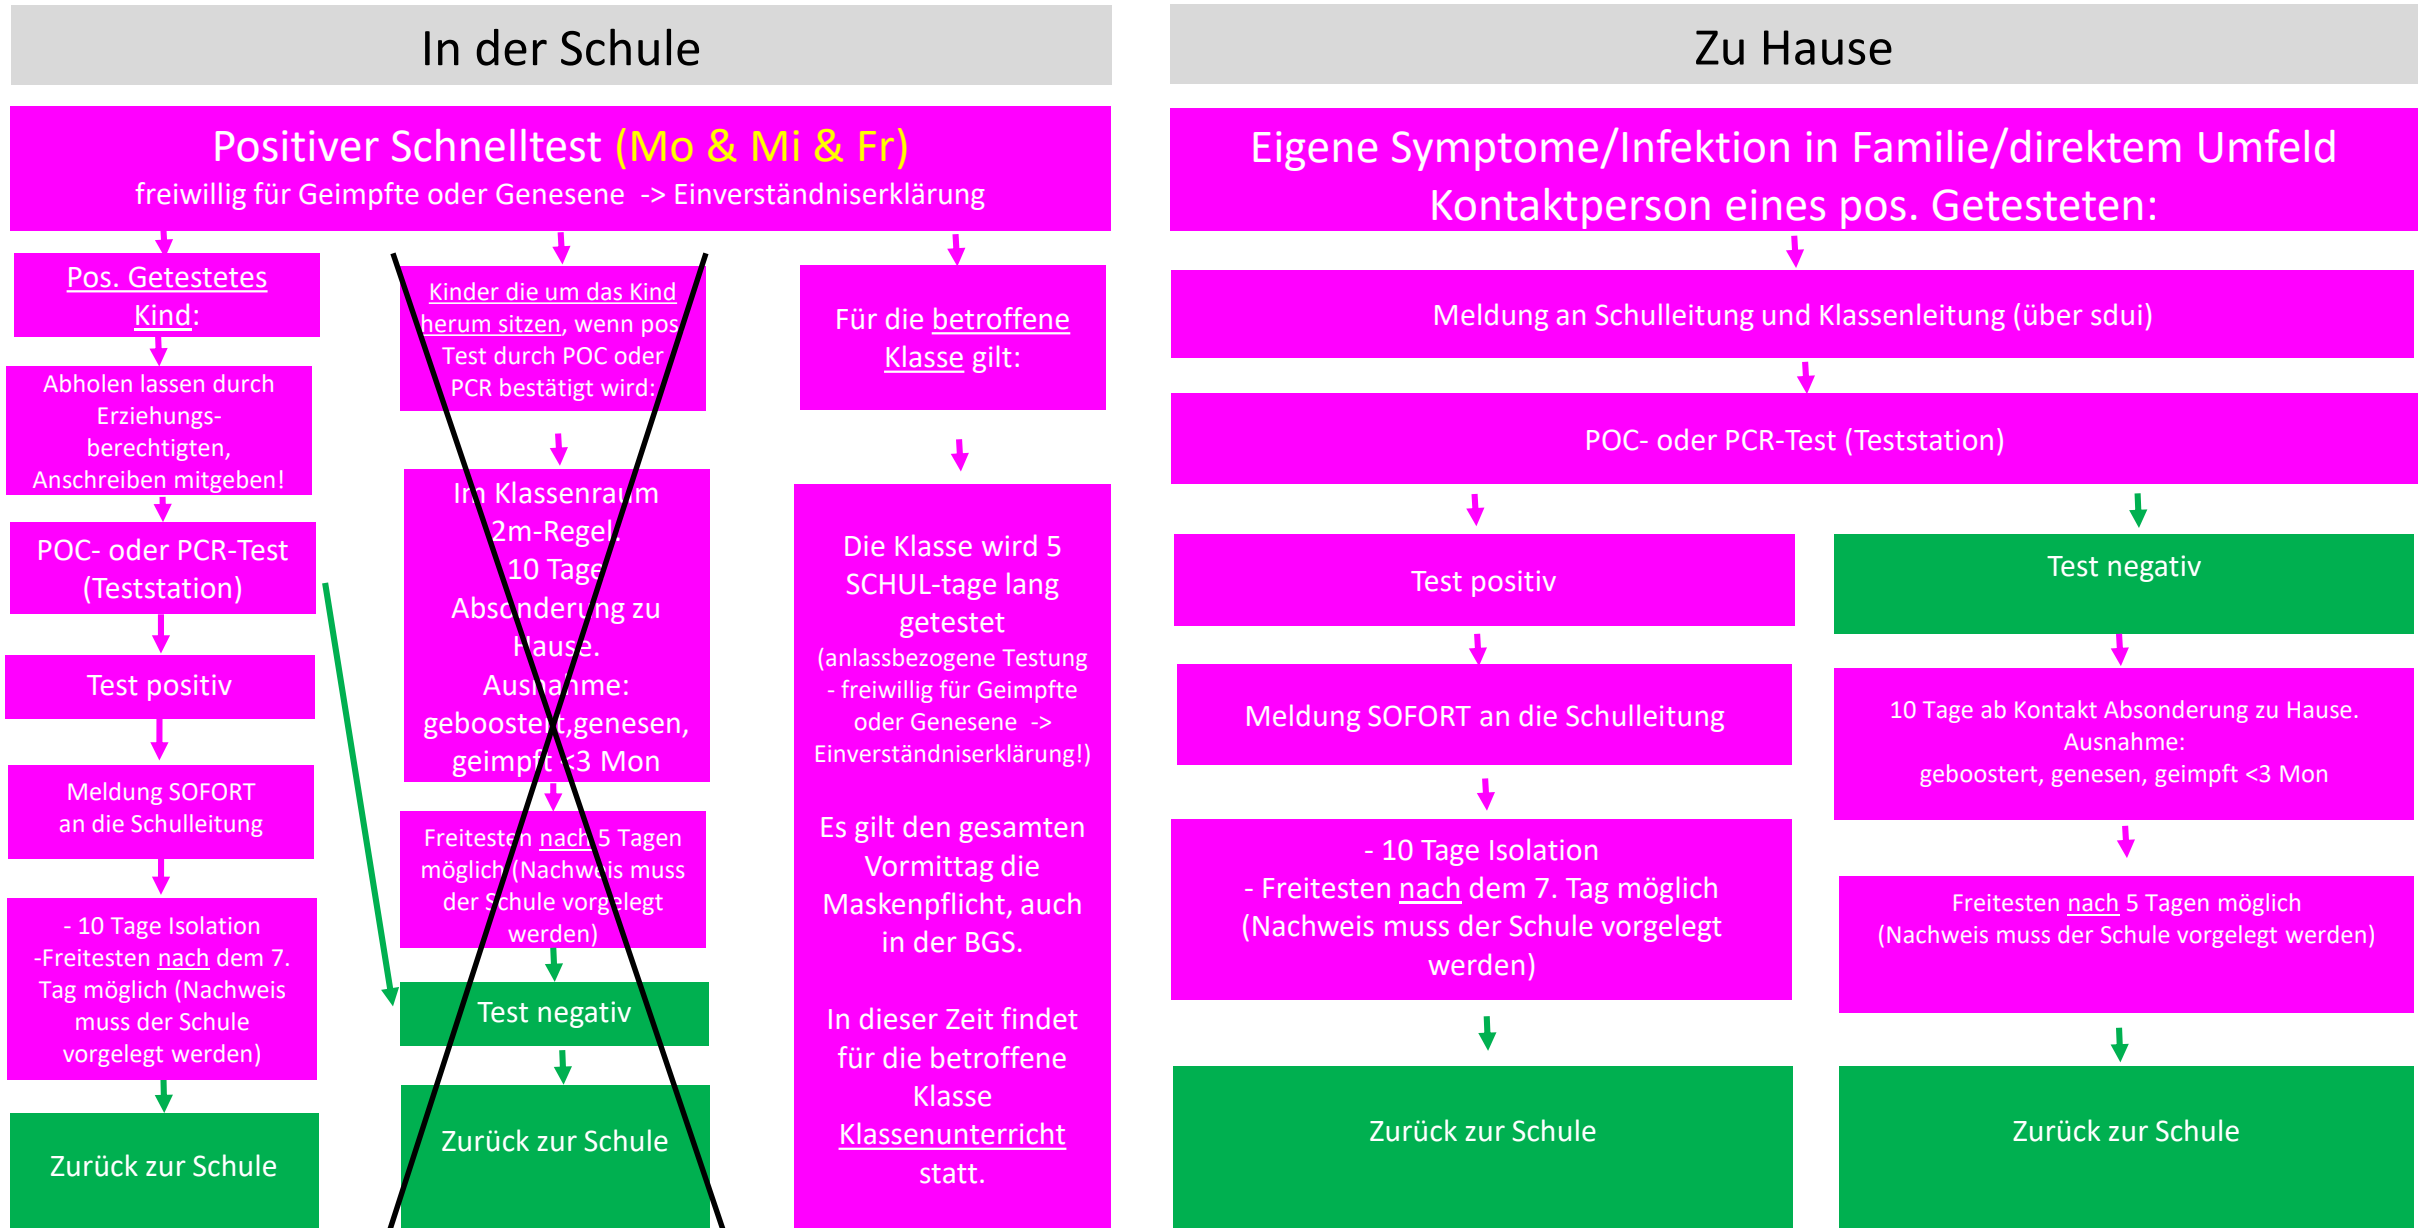 In der Schule
Positiver Schnelltest (Mo & Mi & Fr)
freiwillig für Geimpfte oder Genesene -> Einverständniserklärung
Pos. Getestetes
Kind:
Abholen lassen durch
Erziehungs-
berechtigten,
Anschreiben mitgeben!
POC- oder PCR-Test
(Teststation)
Test positiv
Meldung SOFORT
an die Schulleitung
- 10 Tage Isolation
-Freitesten nach dem 7.
Tag möglich (Nachweis
muss der Schule
vorgelegt werden)
Zurück zur Schule
Kinder die um das Kind
herum sitzen, wenn pos
Test durch POC oder
PCR bestätigt wird:
Im Klassenraum
2m-Regel.
10 Tage
Absonderung zu
Hause.
Ausnahme:
geboostert,genesen,
geimpft <3 Mon
Freitesten nach 5 Tagen
möglich (Nachweis muss
der Schule vorgelegt
werden)
Test negativ
Zurück zur Schule
Für die betroffene
Klasse gilt:
Die Klasse wird 5
SCHUL-tage lang
getestet
(anlassbezogene Testung
- freiwillig für Geimpfte
oder Genesene ->
Einverständniserklärung!)
Es gilt den gesamten
Vormittag die
Maskenpflicht, auch
in der BGS.
In dieser Zeit findet
für die betroffene
Klasse
Klassenunterricht
statt.
Zu Hause
Eigene Symptome/Infektion in Familie/direktem Umfeld
Kontaktperson eines pos. Getesteten:
Meldung an Schulleitung und Klassenleitung (über sdui)
POC- oder PCR-Test (Teststation)
Test positiv
Meldung SOFORT an die Schulleitung
- 10 Tage Isolation
- Freitesten nach dem 7. Tag möglich
(Nachweis muss der Schule vorgelegt
werden)
Zurück zur Schule
Test negativ
10 Tage ab Kontakt Absonderung zu Hause.
Ausnahme:
geboostert, genesen, geimpft <3 Mon
Freitesten nach 5 Tagen möglich
(Nachweis muss der Schule vorgelegt werden)
Zurück zur Schule